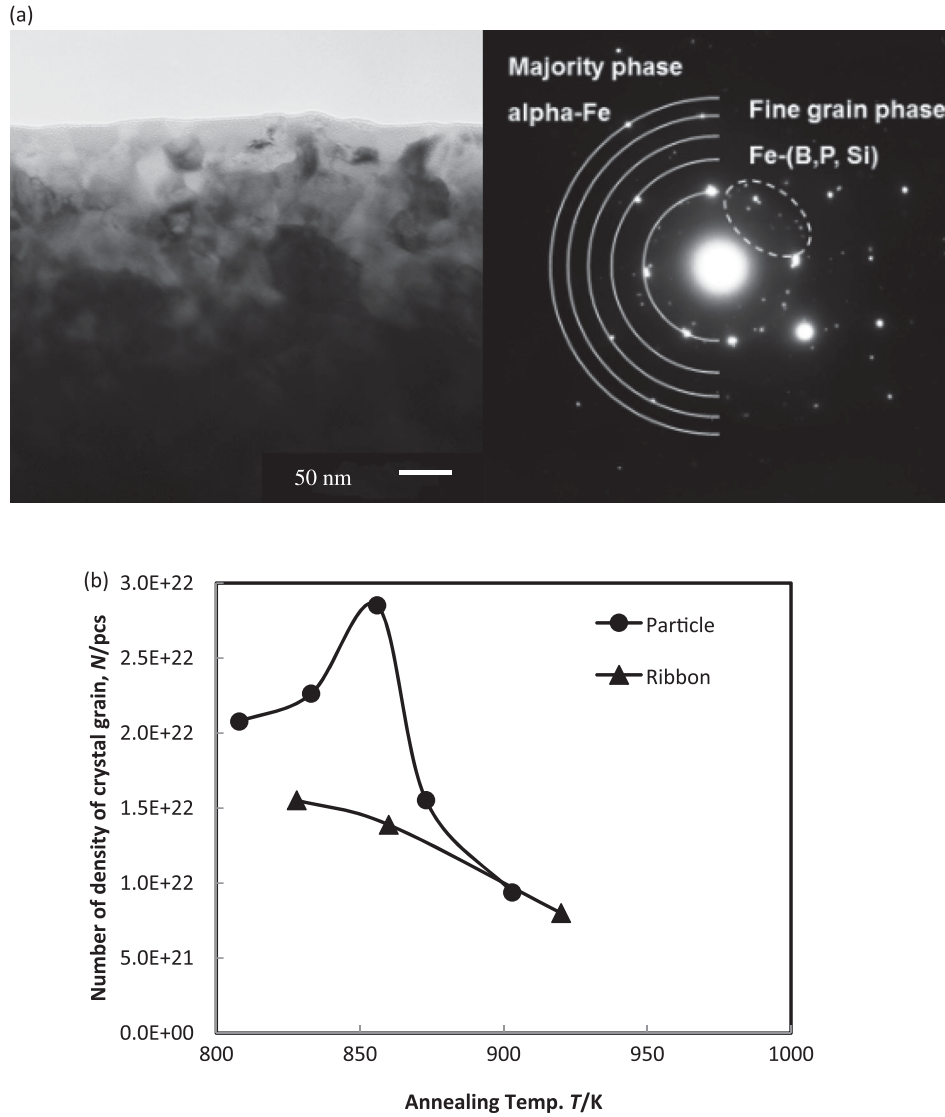 (a)
Majority phase
alpha-Fe
Fine grain phase
Fe-(B,P, Si)
50 nm
(b)
Number of density of crystal grain, N/pcs
3.0E+22
2.5E+22
2.0E+22
1.5E+22
1.0E+22
5.0E+21
0.0E+00
Particle
Ribbon
800 850 900 950 1000
Annealing Temp. T/K